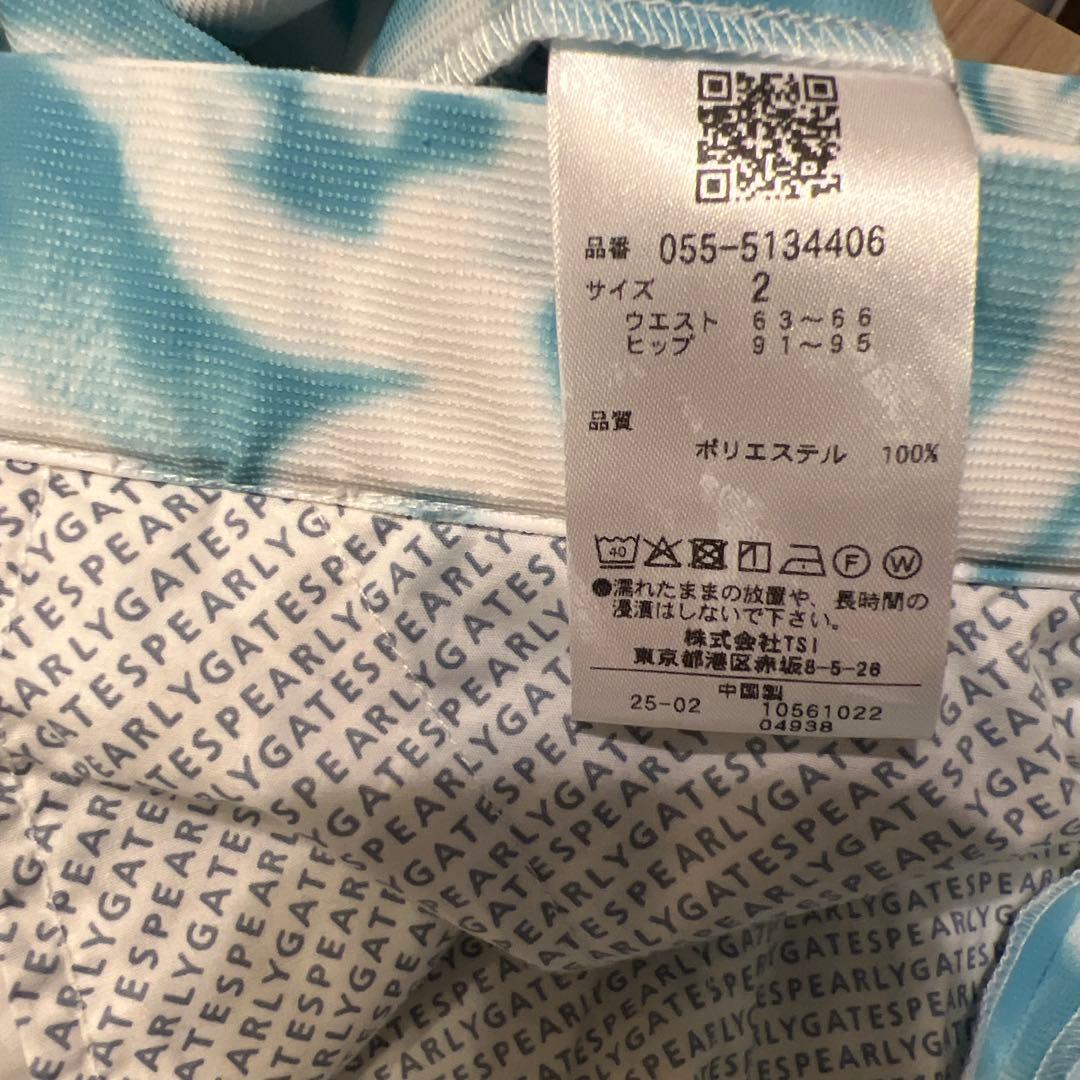 品番 055-5134406
サイズ 2
ウエスト 63～66
ヒップ 91～95
品質
ポリエステル 100%
40 F W
●濡れたままの放置や、長時間の
浸漬はしないで下さい。
株式会社TSI
東京都港区赤坂8-5-26
中国製
25-02 10561022
04938
PEARLYGATESPEARLYGATESPEARLYGATES